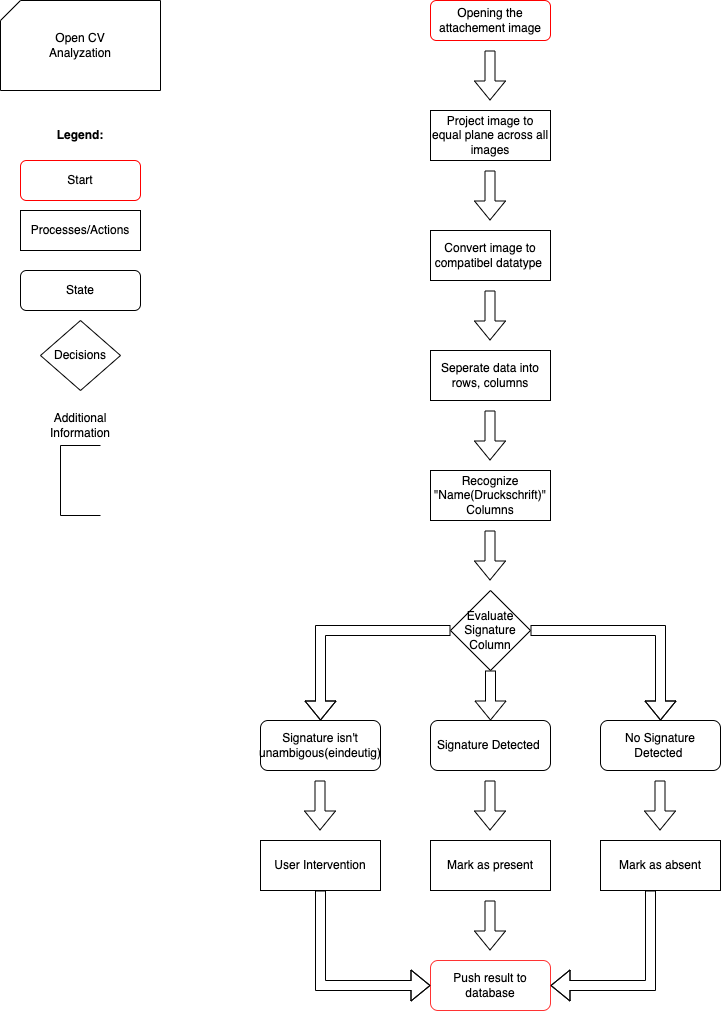 Open CV
Analyzation
Legend:
Start
Processes/Actions
State
Decisions
Additional
Information
Opening the
attachement image
Project image to
equal plane across all
images
Convert image to
compatibel datatype
Seperate data into
rows, columns
Recognize
"Name(Druckschrift)"
Columns
Evaluate
Signature
Column
Signature isn't
unambigous(eindeutig)
Signature Detected
No Signature
Detected
User Intervention
Mark as present
Mark as absent
Push result to
database